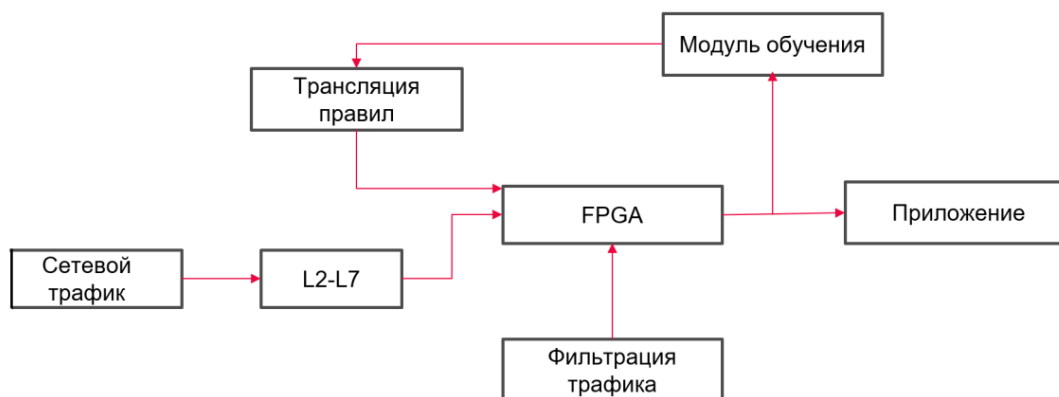 Модуль обучения
Трансляция
правил
FPGA
Приложение
Сетевой
трафик
L2-L7
Фильтрация
трафика